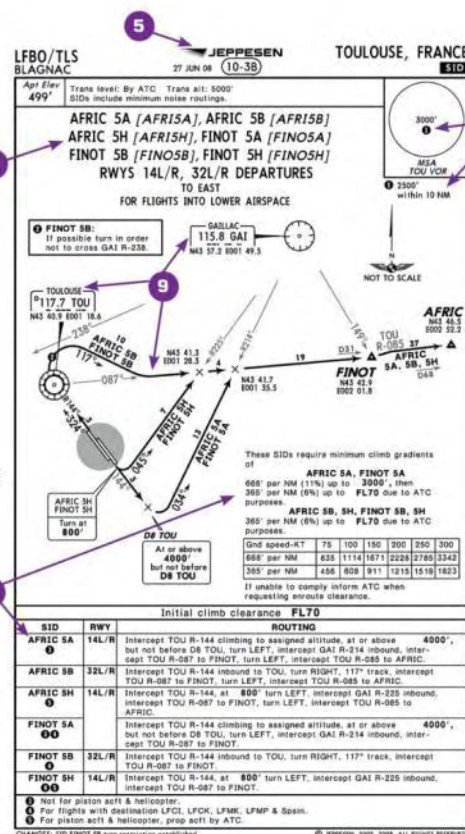 5
LFBO/TLS
BLAGNAC
JEPPESEN
27 JUN 08
10-3B
TOULOUSE, FRANCE
SID
Apt Elev
499'
Trans level: By ATC Trans alt: 5000'
SIDs include minimum noise routings.
AFRIC 5A [AFRI5A], AFRIC 5B [AFRI5B]
AFRIC 5H [AFRI5H], FINOT 5A [FINO5A]
FINOT 5B [FINO5B], FINOT 5H [FINO5H]
RWYS 14L/R, 32L/R DEPARTURES
TO EAST
FOR FLIGHTS INTO LOWER AIRSPACE
3000'
MSA
TOU VOR
2500'
within 10 NM
FINOT 5B:
If possible turn in order
not to cross GAI R-238.
GAILLAC
115.8 GAI
N43 57.2 E001 49.5
NOT TO SCALE
9
TOULOUSE
117.7 TOU
N43 40.9 E001 18.6
238°
10
AFRIC 5B
FINOT 5B
117°
087°
N43 41.3
E001 28.3
R225°
R214°
N43 41.7
E001 35.5
19
149°
D31
FINOT
N43 42.9
E002 01.8
TOU
R-085 37
AFRIC
5A, 5B, 5H
D68
AFRIC
N43 46.5
E002 52.2
R144°
324°
7
AFRIC 5H
FINOT 5H
045°
13
AFRIC 5A
FINOT 5A
034°
AFRIC 5H
FINOT 5H
Turn at
800'
D8 TOU
At or above
4000'
but not before
D8 TOU
These SIDs require minimum climb gradients
of
AFRIC 5A, FINOT 5A
668' per NM (11%) up to 3000', then
365' per NM (6%) up to FL70 due to ATC
purposes.
AFRIC 5B, 5H, FINOT 5B, 5H
365' per NM (6%) up to FL70 due to ATC
purposes.
Gnd speed-KT 75 100 150 200 250 300
668' per NM 835 1114 1671 2228 2785 3342
365' per NM 456 608 911 1215 1519 1823
If unable to comply inform ATC when
requesting enroute clearance.
Initial climb clearance FL70
SID RWY ROUTING
AFRIC 5A 14L/R Intercept TOU R-144 climbing to assigned altitude, at or above 4000',
but not before D8 TOU, turn LEFT, intercept GAI R-214 inbound, inter-
cept TOU R-087 to FINOT, turn LEFT, intercept TOU R-085 to AFRIC.
AFRIC 5B 32L/R Intercept TOU R-144 inbound to TOU, turn RIGHT, 117° track, intercept
TOU R-087 to FINOT, turn LEFT, intercept TOU R-085 to AFRIC.
AFRIC 5H 14L/R Intercept TOU R-144, at 800' turn LEFT, intercept GAI R-225 inbound,
intercept TOU R-087 to FINOT, turn LEFT, intercept TOU R-085 to
AFRIC.
FINOT 5A 14L/R Intercept TOU R-144 climbing to assigned altitude, at or above 4000',
but not before D8 TOU, turn LEFT, intercept GAI R-214 inbound, inter-
cept TOU R-087 to FINOT.
FINOT 5B 32L/R Intercept TOU R-144 inbound to TOU, turn RIGHT, 117° track, intercept
TOU R-087 to FINOT.
FINOT 5H 14L/R Intercept TOU R-144, at 800' turn LEFT, intercept GAI R-225 inbound,
intercept TOU R-087 to FINOT.
Not for piston acft & helicopter.
For flights with destination LFCI, LFCK, LFMK, LFMP & Spain.
For piston acft & helicopter, prop acft by ATC.